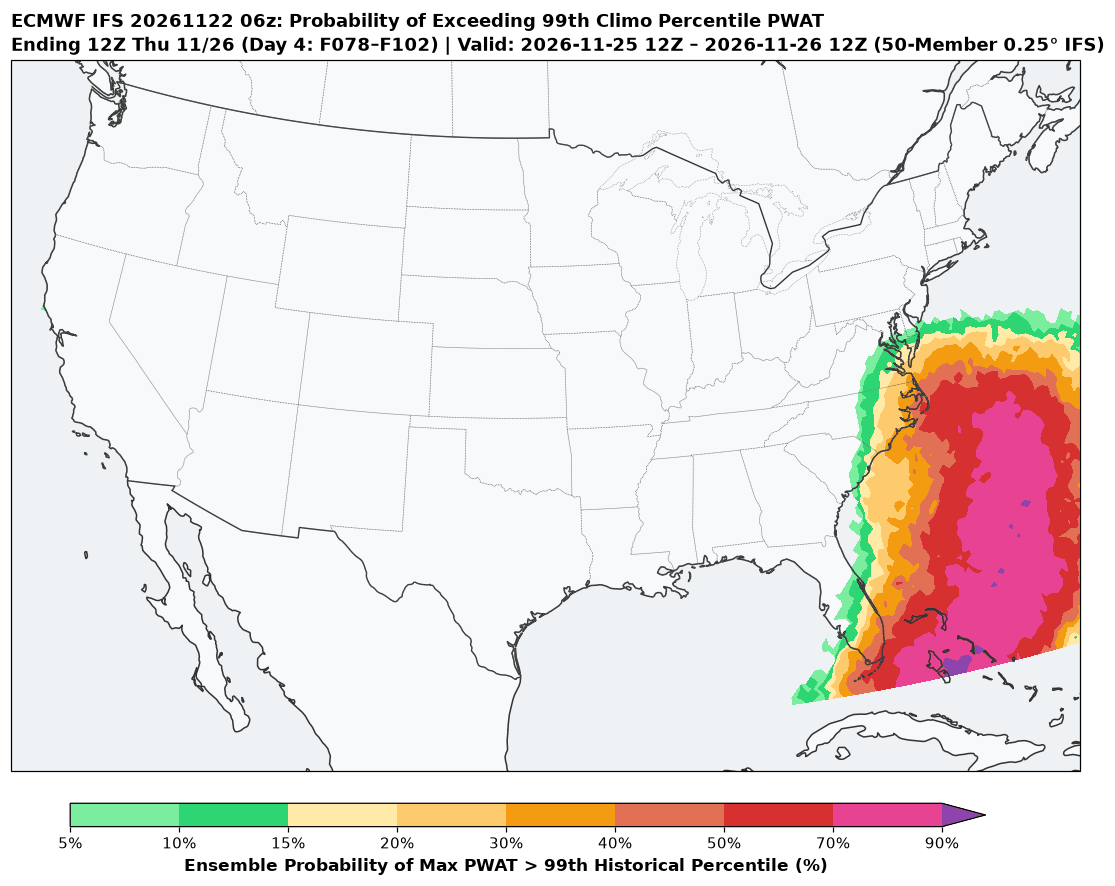 ECMWF IFS 20261122 06z: Probability of Exceeding 99th Climo Percentile PWAT
Ending 12Z Thu 11/26 (Day 4: F078–F102) | Valid: 2026-11-25 12Z – 2026-11-26 12Z (50-Member 0.25° IFS)
5% 10% 15% 20% 30% 40% 50% 70% 90%
Ensemble Probability of Max PWAT > 99th Historical Percentile (%)